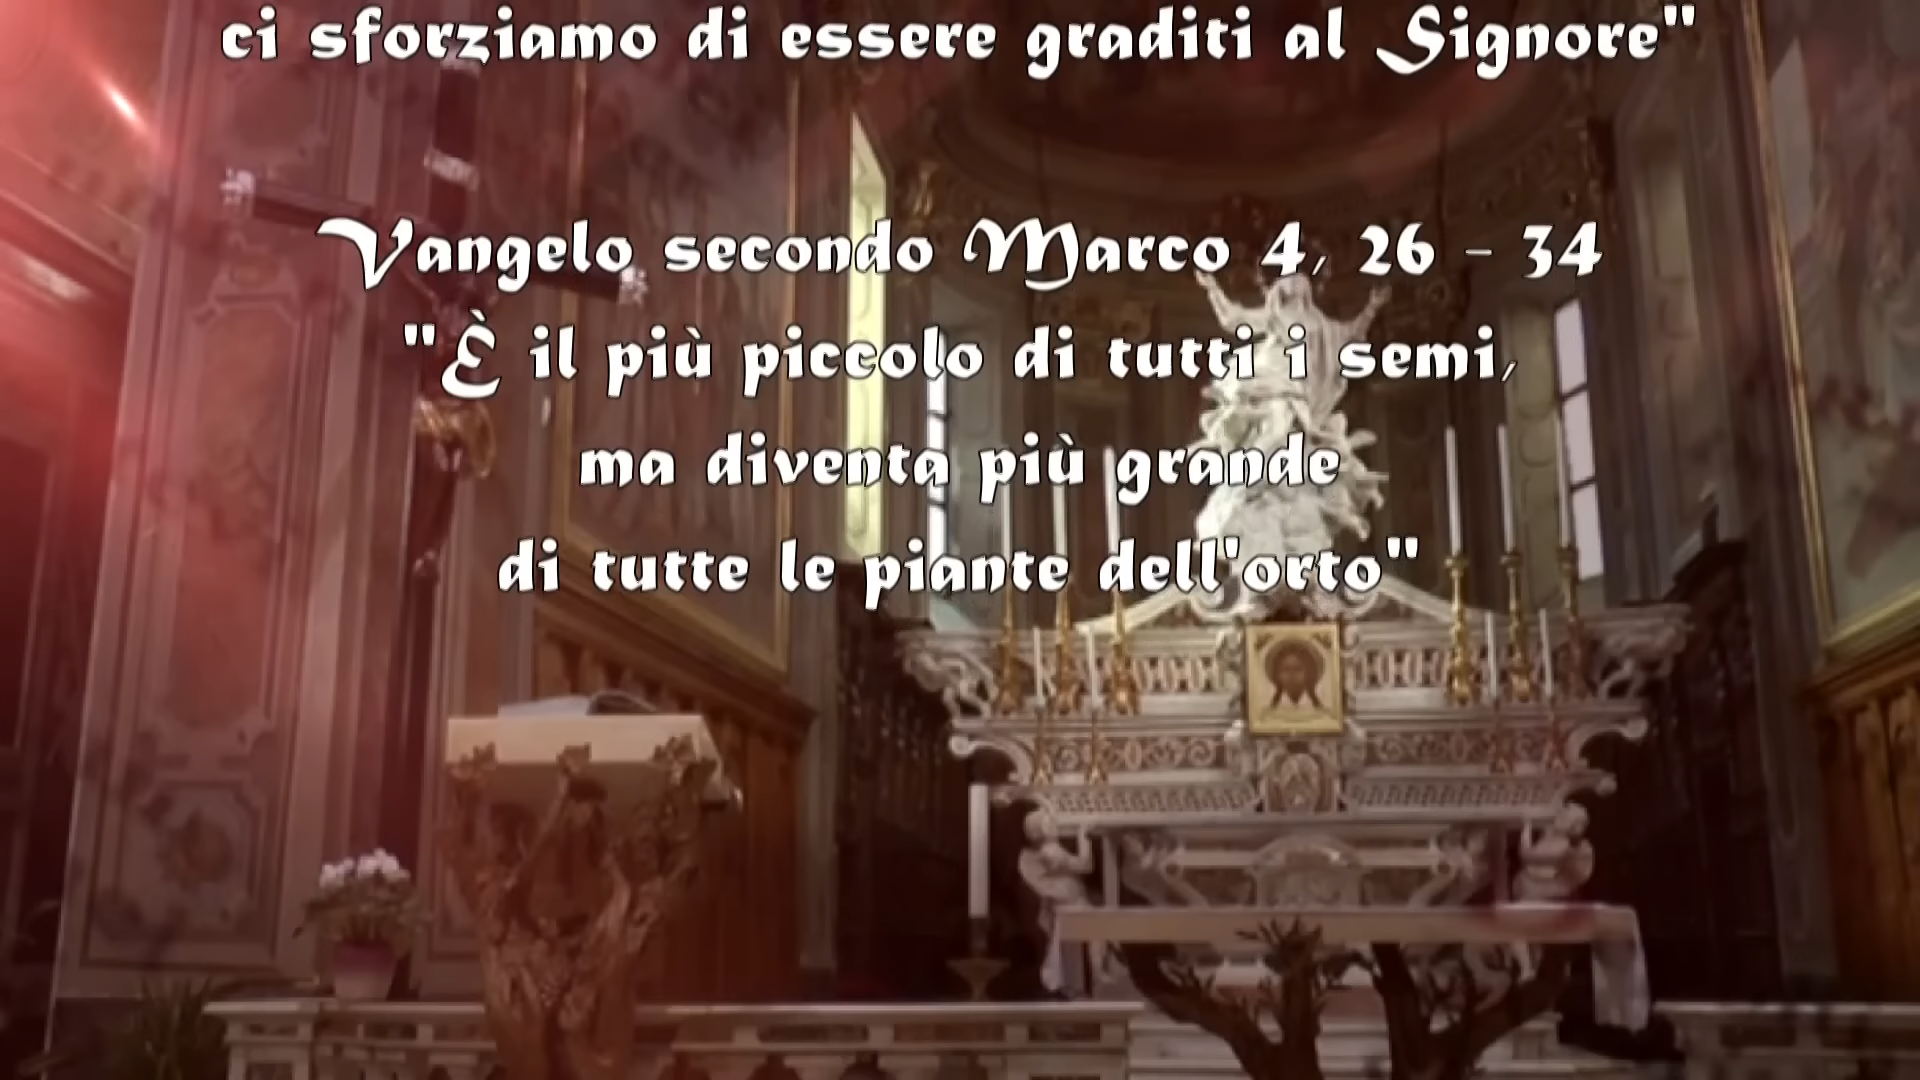 ci sforziamo di essere graditi al Signore"
Vangelo secondo Marco 4, 26 - 34
"È il più piccolo di tutti i semi,
ma diventa più grande
di tutte le piante dell'orto"